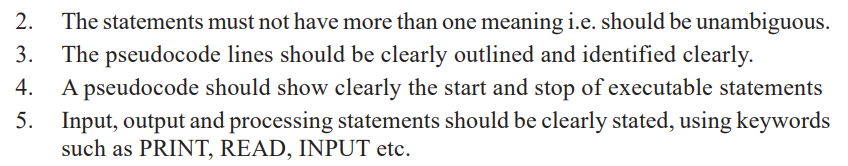 2. The statements must not have more than one meaning i.e. should be unambiguous.
3. The pseudocode lines should be clearly outlined and identified clearly.
4. A pseudocode should show clearly the start and stop of executable statements
5. Input, output and processing statements should be clearly stated, using keywords
such as PRINT, READ, INPUT etc.